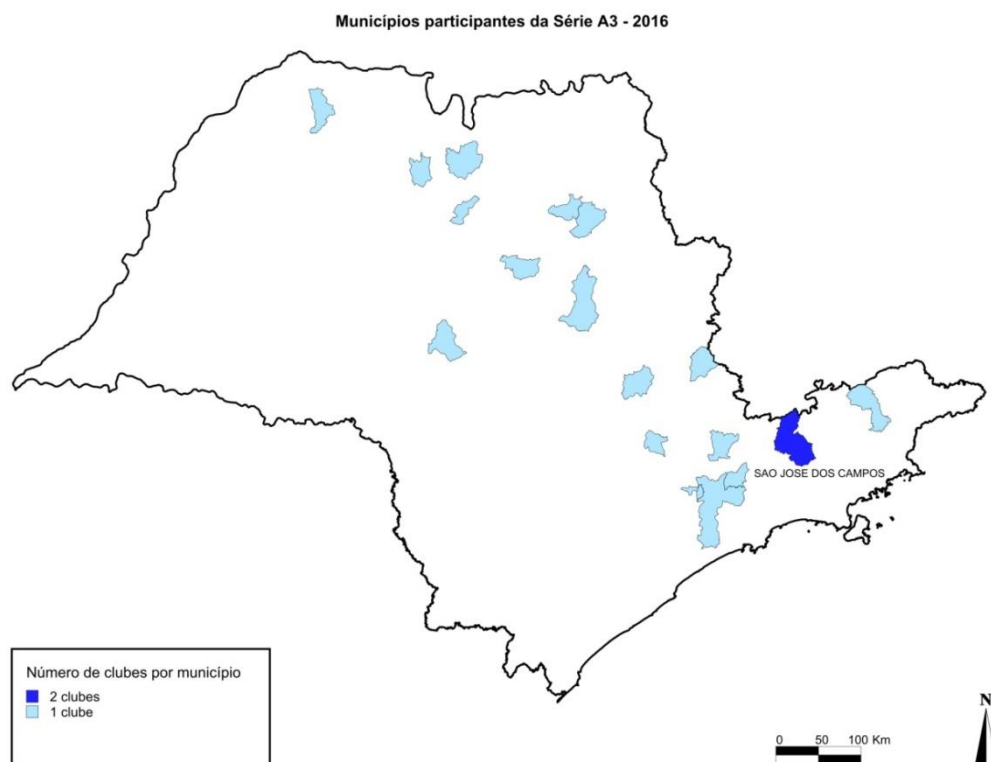 Municípios participantes da Série A3 - 2016
SAO JOSE DOS CAMPOS
Número de clubes por município
2 clubes
1 clube
0 50 100 Km
N